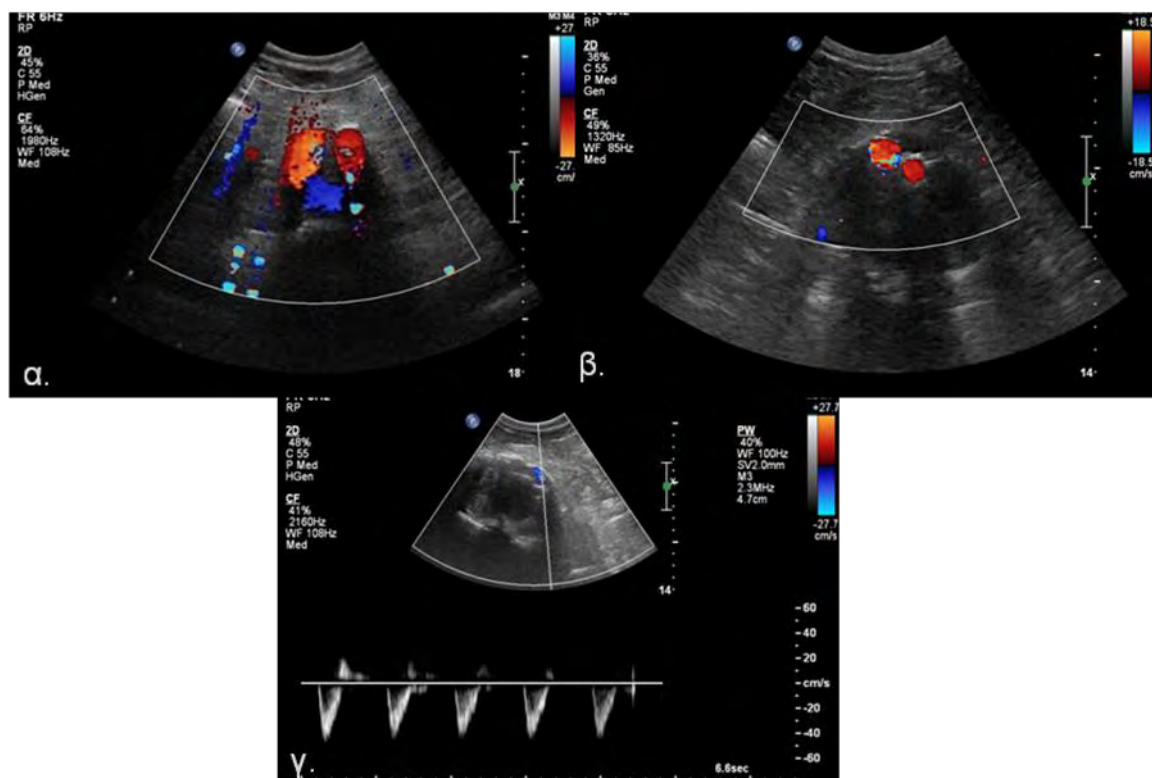 FR 6Hz
RP
2D
45%
C 55
P Med
HGen
CF
64%
1980Hz
WF 108Hz
Med
M3 M4
+27
-27.
cm/s
x
18
α.
RP
2D
36%
C 55
P Med
Gen
CF
49%
1320Hz
WF 85Hz
Med
+18.5
-18.5
cm/s
x
14
β.
RP
2D
48%
C 55
P Med
HGen
CF
41%
2160Hz
WF 108Hz
Med
PW
40%
WF 100Hz
SV2.0mm
M3
2.3MHz
4.7cm
+27.7
-27.7
cm/s
x
14
60
40
20
cm/s
-20
-40
-60
6.6sec
γ.